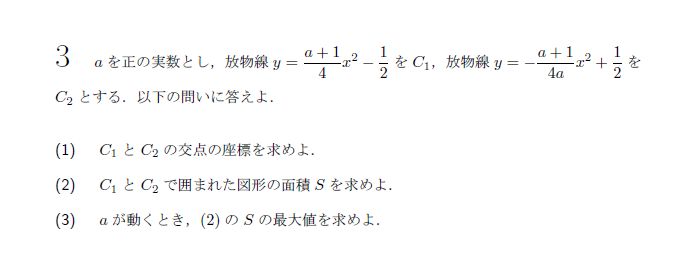 3 aを正の実数とし，放物線 y = \frac{a+1}{4}x^2 - \frac{1}{2} を C_1，放物線 y = -\frac{a+1}{4a}x^2 + \frac{1}{2} を
C_2 とする．以下の問いに答えよ．
(1) C_1 と C_2 の交点の座標を求めよ．
(2) C_1 と C_2 で囲まれた図形の面積 S を求めよ．
(3) a が動くとき，(2) の S の最大値を求めよ．